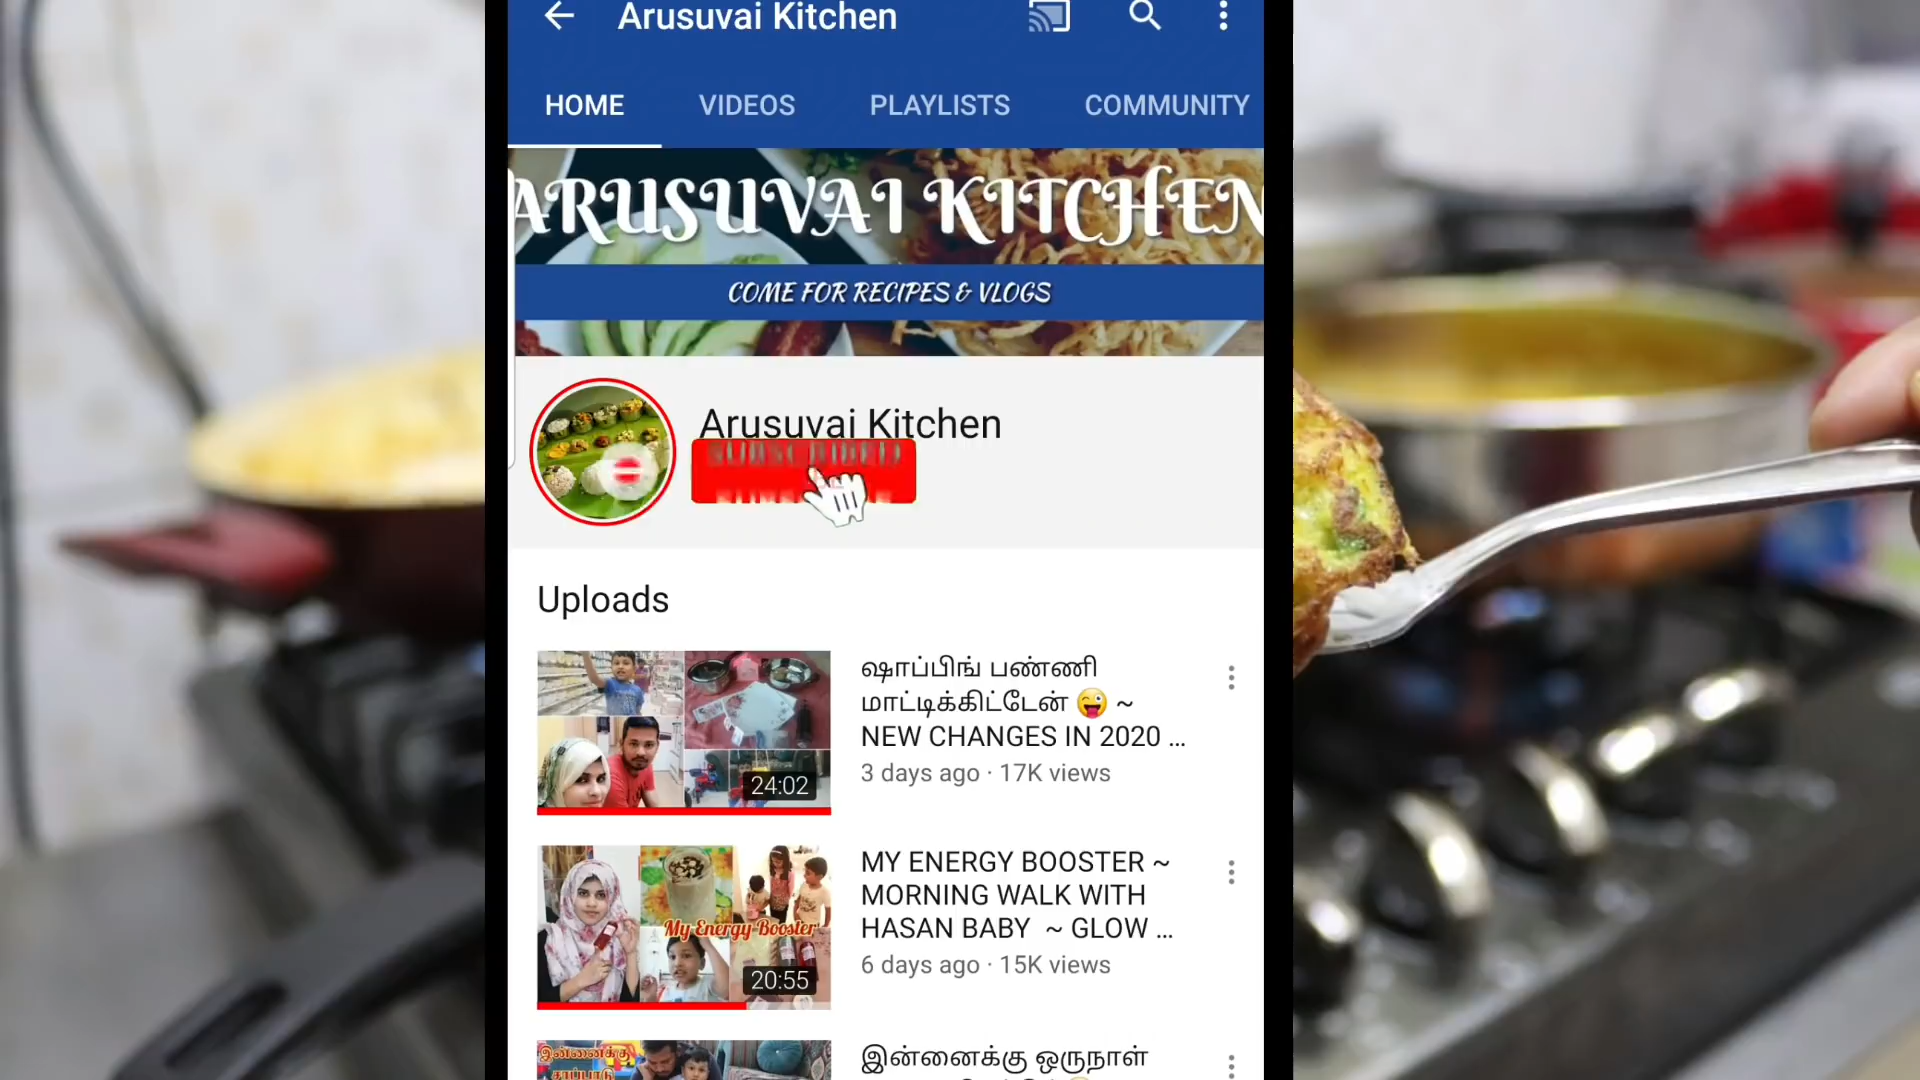 Arusuvai Kitchen
HOME VIDEOS PLAYLISTS COMMUNITY
ARUSUVAI KITCHEN
COME FOR RECIPES & VLOGS
Arusuvai Kitchen
Uploads
ஷாப்பிங் பண்ணி
மாட்டிக்கிட்டேன் 😜 ~
NEW CHANGES IN 2020 ...
3 days ago · 17K views
24:02
MY ENERGY BOOSTER ~
MORNING WALK WITH
HASAN BABY ~ GLOW ...
6 days ago · 15K views
My Energy Booster
20:55
இன்னைக்கு ஒருநாள்
இன்னைக்கு
சாப்பாடு